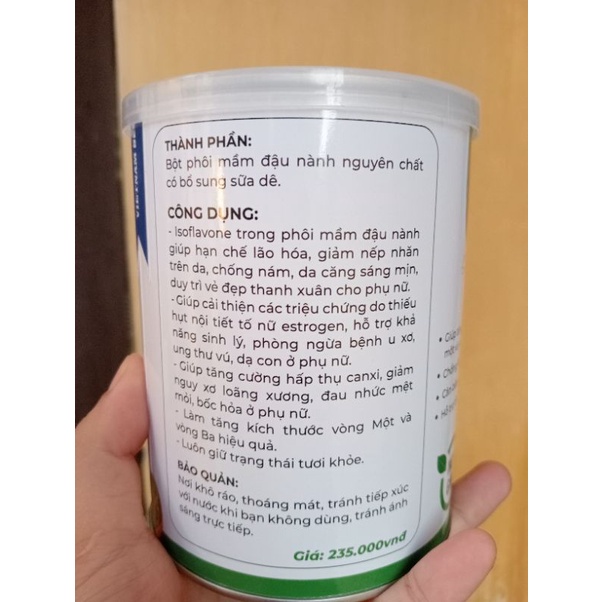 THÀNH PHẦN:
Bột phôi mầm đậu nành nguyên chất
có bổ sung sữa dê.
CÔNG DỤNG:
- Isoflavone trong phôi mầm đậu nành
giúp hạn chế lão hóa, giảm nếp nhăn
trên da, chống nám, da căng sáng mịn,
duy trì vẻ đẹp thanh xuân cho phụ nữ.
- Giúp cải thiện các triệu chứng do thiếu
hụt nội tiết tố nữ estrogen, hỗ trợ khả
năng sinh lý, phòng ngừa bệnh u xơ,
ung thư vú, dạ con ở phụ nữ.
- Giúp tăng cường hấp thụ canxi, giảm
nguy xơ loãng xương, đau nhức mệt
mỏi, bốc hỏa ở phụ nữ.
- Làm tăng kích thước vòng Một và
vòng Ba hiệu quả.
- Luôn giữ trạng thái tươi khỏe.
BẢO QUẢN:
Nơi khô ráo, thoáng mát, tránh tiếp xúc
với nước khi bạn không dùng, tránh ánh
sáng trực tiếp.
Giá: 235.000vnđ
VIETNAM
• Giúp